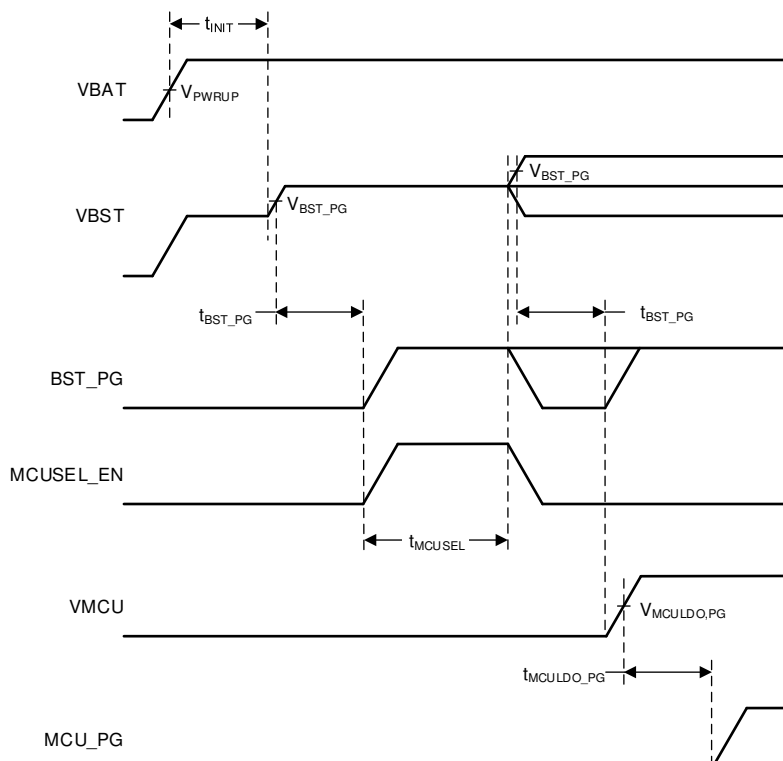 tINIT
VBAT
VPWRUP
VBST
VBST_PG
VBST_PG
tBST_PG
tBST_PG
BST_PG
MCUSEL_EN
tMCUSEL
VMCU
VMCULDO,PG
tMCULDO_PG
MCU_PG